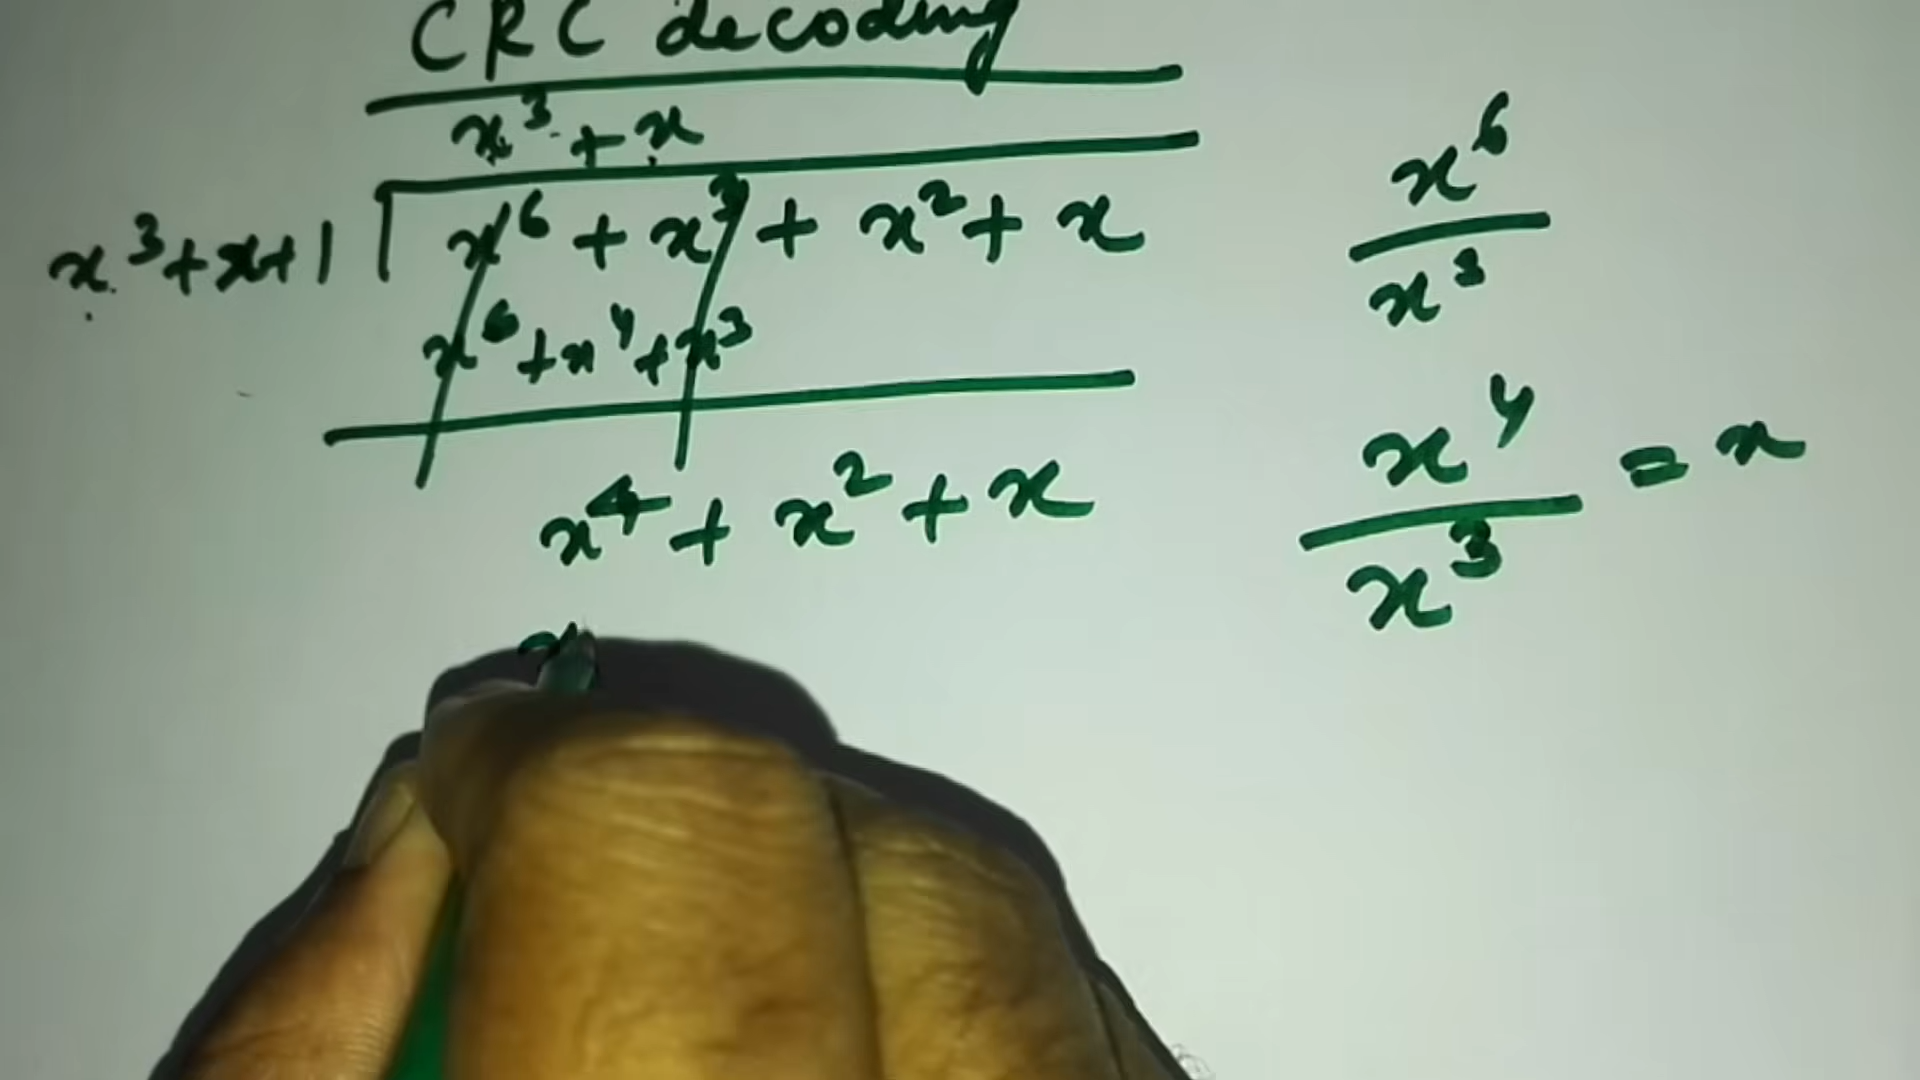 CRC decoding
x³ + x
x³+x+1 x⁶ + x³ + x² + x
x⁶+x⁴+x³
x⁴ + x² + x
x⁶
x³
x⁴ = x
x³